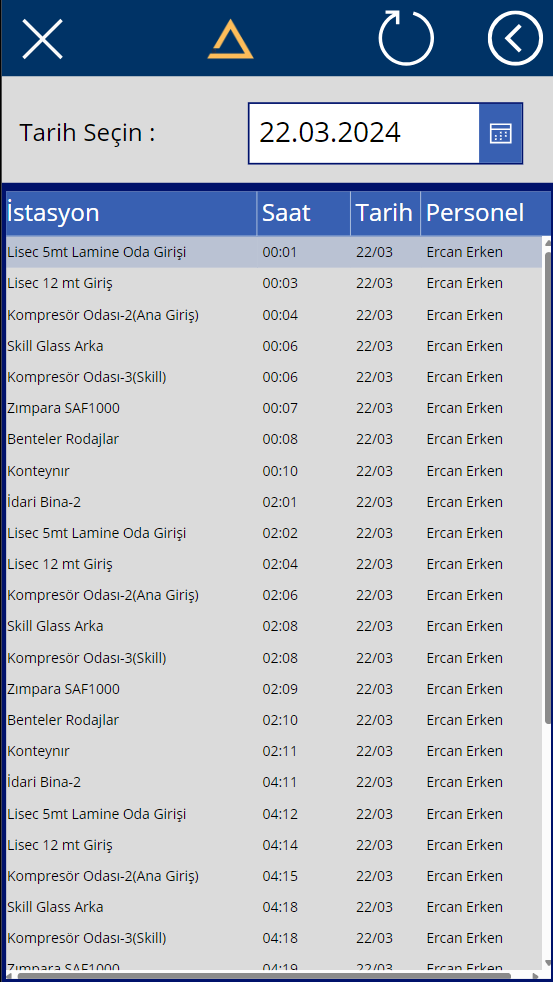 Tarih Seçin :
22.03.2024
İstasyon Saat Tarih Personel
Lisec 5mt Lamine Oda Girişi 00:01 22/03 Ercan Erken
Lisec 12 mt Giriş 00:03 22/03 Ercan Erken
Kompresör Odası-2(Ana Giriş) 00:04 22/03 Ercan Erken
Skill Glass Arka 00:06 22/03 Ercan Erken
Kompresör Odası-3(Skill) 00:06 22/03 Ercan Erken
Zımpara SAF1000 00:07 22/03 Ercan Erken
Benteler Rodajlar 00:08 22/03 Ercan Erken
Konteynır 00:10 22/03 Ercan Erken
İdari Bina-2 02:01 22/03 Ercan Erken
Lisec 5mt Lamine Oda Girişi 02:02 22/03 Ercan Erken
Lisec 12 mt Giriş 02:04 22/03 Ercan Erken
Kompresör Odası-2(Ana Giriş) 02:06 22/03 Ercan Erken
Skill Glass Arka 02:08 22/03 Ercan Erken
Kompresör Odası-3(Skill) 02:08 22/03 Ercan Erken
Zımpara SAF1000 02:09 22/03 Ercan Erken
Benteler Rodajlar 02:10 22/03 Ercan Erken
Konteynır 02:11 22/03 Ercan Erken
İdari Bina-2 04:11 22/03 Ercan Erken
Lisec 5mt Lamine Oda Girişi 04:12 22/03 Ercan Erken
Lisec 12 mt Giriş 04:14 22/03 Ercan Erken
Kompresör Odası-2(Ana Giriş) 04:15 22/03 Ercan Erken
Skill Glass Arka 04:18 22/03 Ercan Erken
Kompresör Odası-3(Skill) 04:18 22/03 Ercan Erken
Zımpara SAF1000 04:19 22/03 Ercan Erken